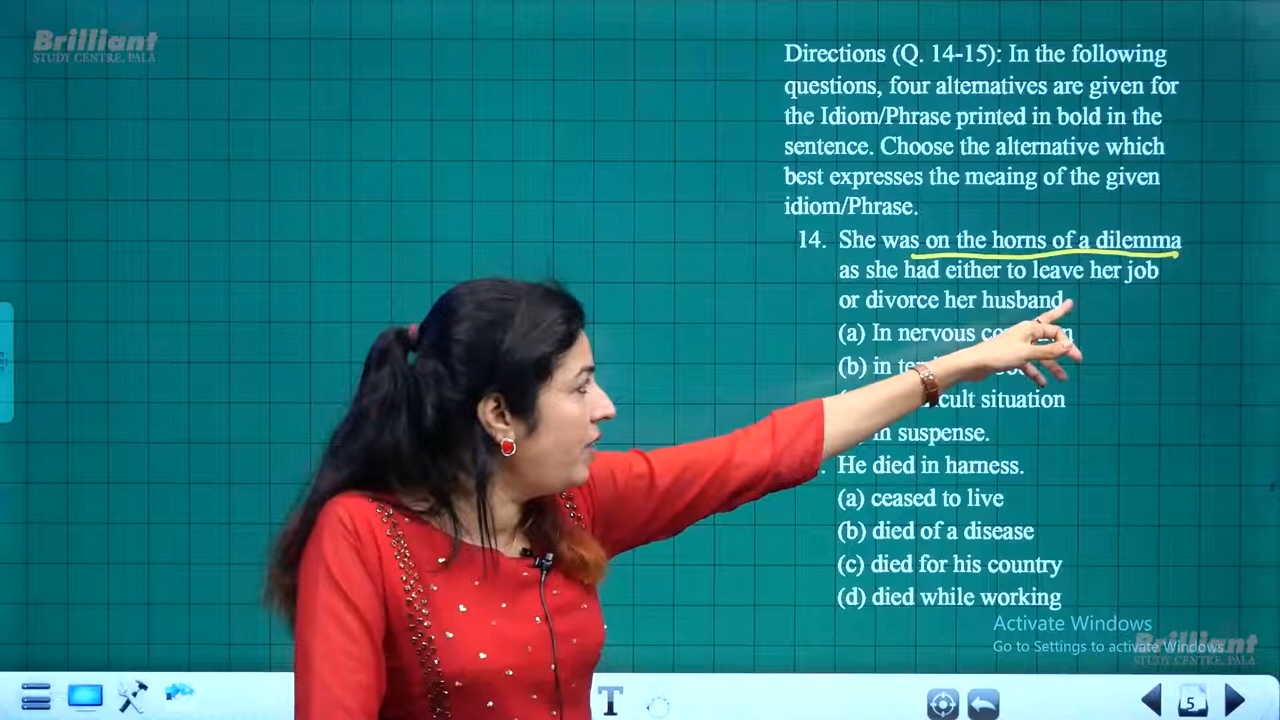 Brilliant
STUDY CENTRE, PALA
Directions (Q. 14-15): In the following
questions, four altematives are given for
the Idiom/Phrase printed in bold in the
sentence. Choose the alternative which
best expresses the meaing of the given
idiom/Phrase.
14. She was on the horns of a dilemma
as she had either to leave her job
or divorce her husband
(a) In nervous
(b) in
situation
in suspense.
He died in harness.
(a) ceased to live
(b) died of a disease
(c) died for his country
(d) died while working
Activate Windows
Go to Settings to activate Windows.
Brilliant
STUDY CENTRE, PALA
T
5